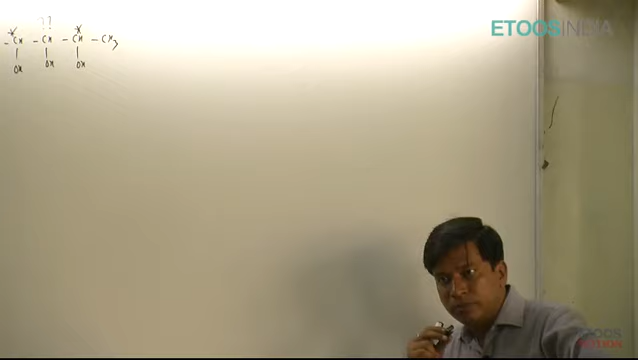 ETOOSINDIA
??
* *
- CH - CH - CH - CH3
OH OH OH